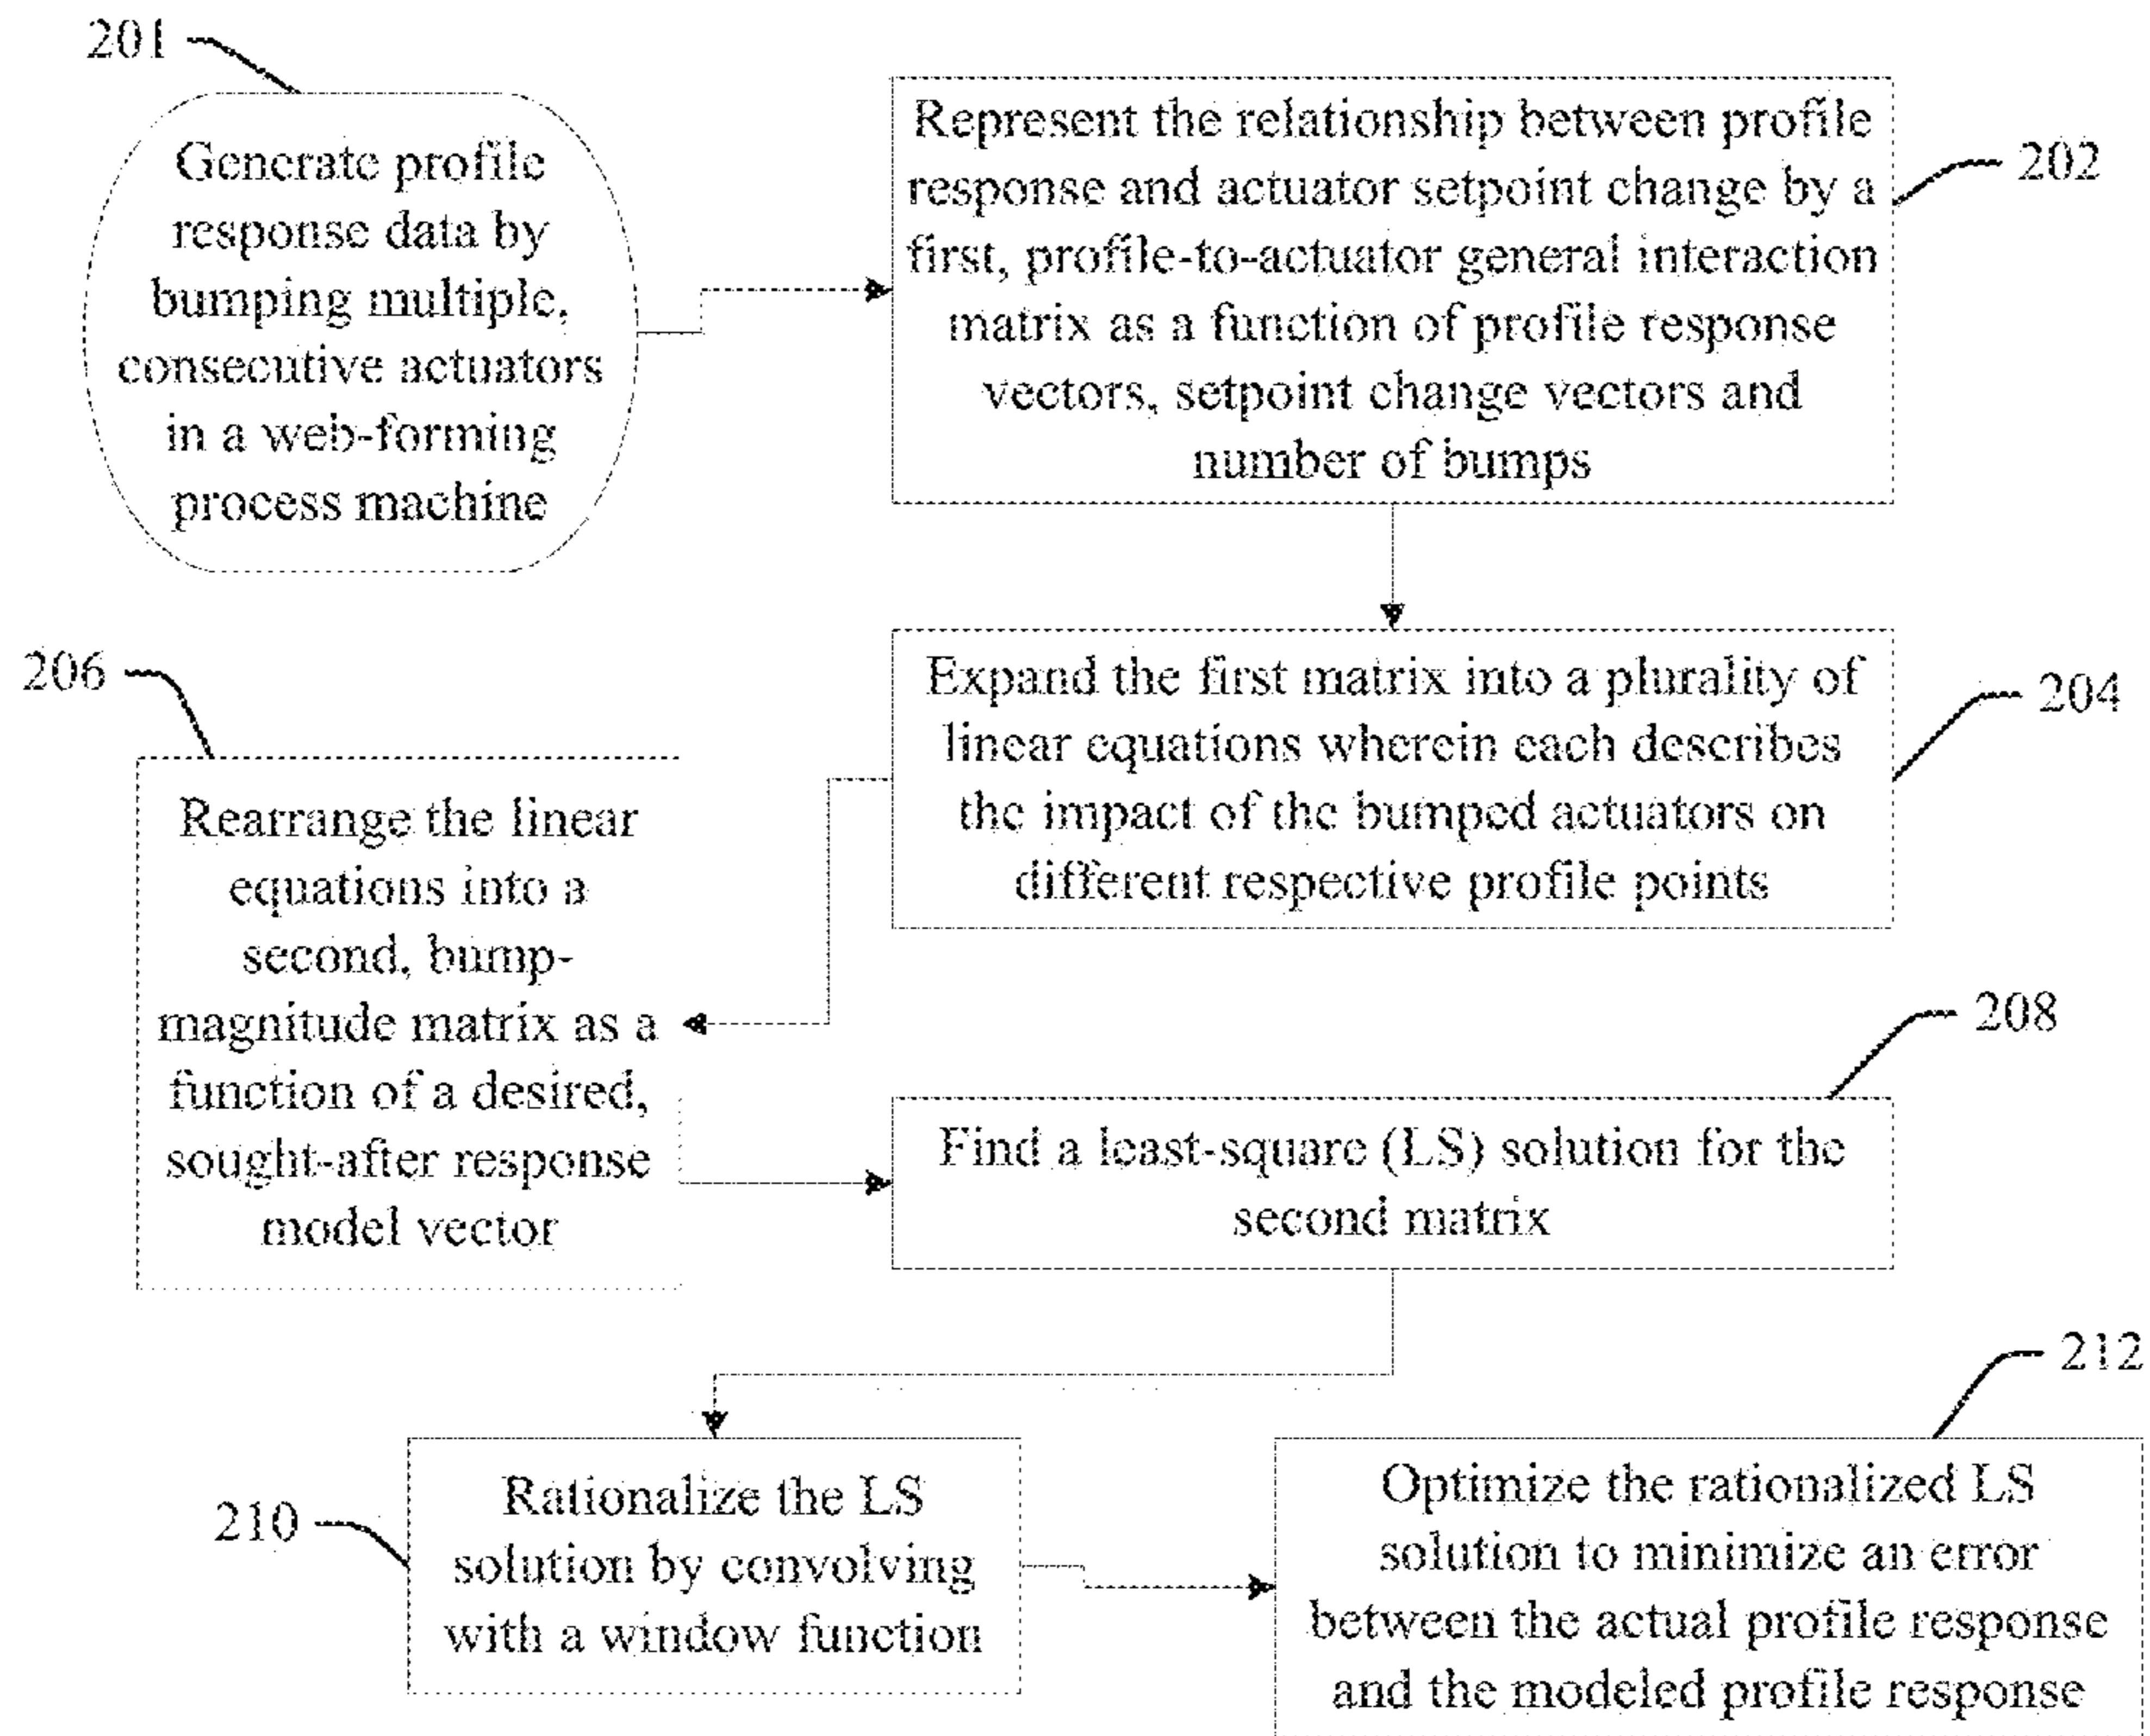 201
Generate profile
response data by
bumping multiple,
consecutive actuators
in a web-forming
process machine
Represent the relationship between profile
response and actuator setpoint change by a
first, profile-to-actuator general interaction
matrix as a function of profile response
vectors, setpoint change vectors and
number of bumps
202
Expand the first matrix into a plurality of
linear equations wherein each describes
the impact of the bumped actuators on
different respective profile points
204
206
Rearrange the linear
equations into a
second, bump-
magnitude matrix as a
function of a desired,
sought-after response
model vector
208
Find a least-square (LS) solution for the
second matrix
210
Rationalize the LS
solution by convolving
with a window function
212
Optimize the rationalized LS
solution to minimize an error
between the actual profile response
and the modeled profile response